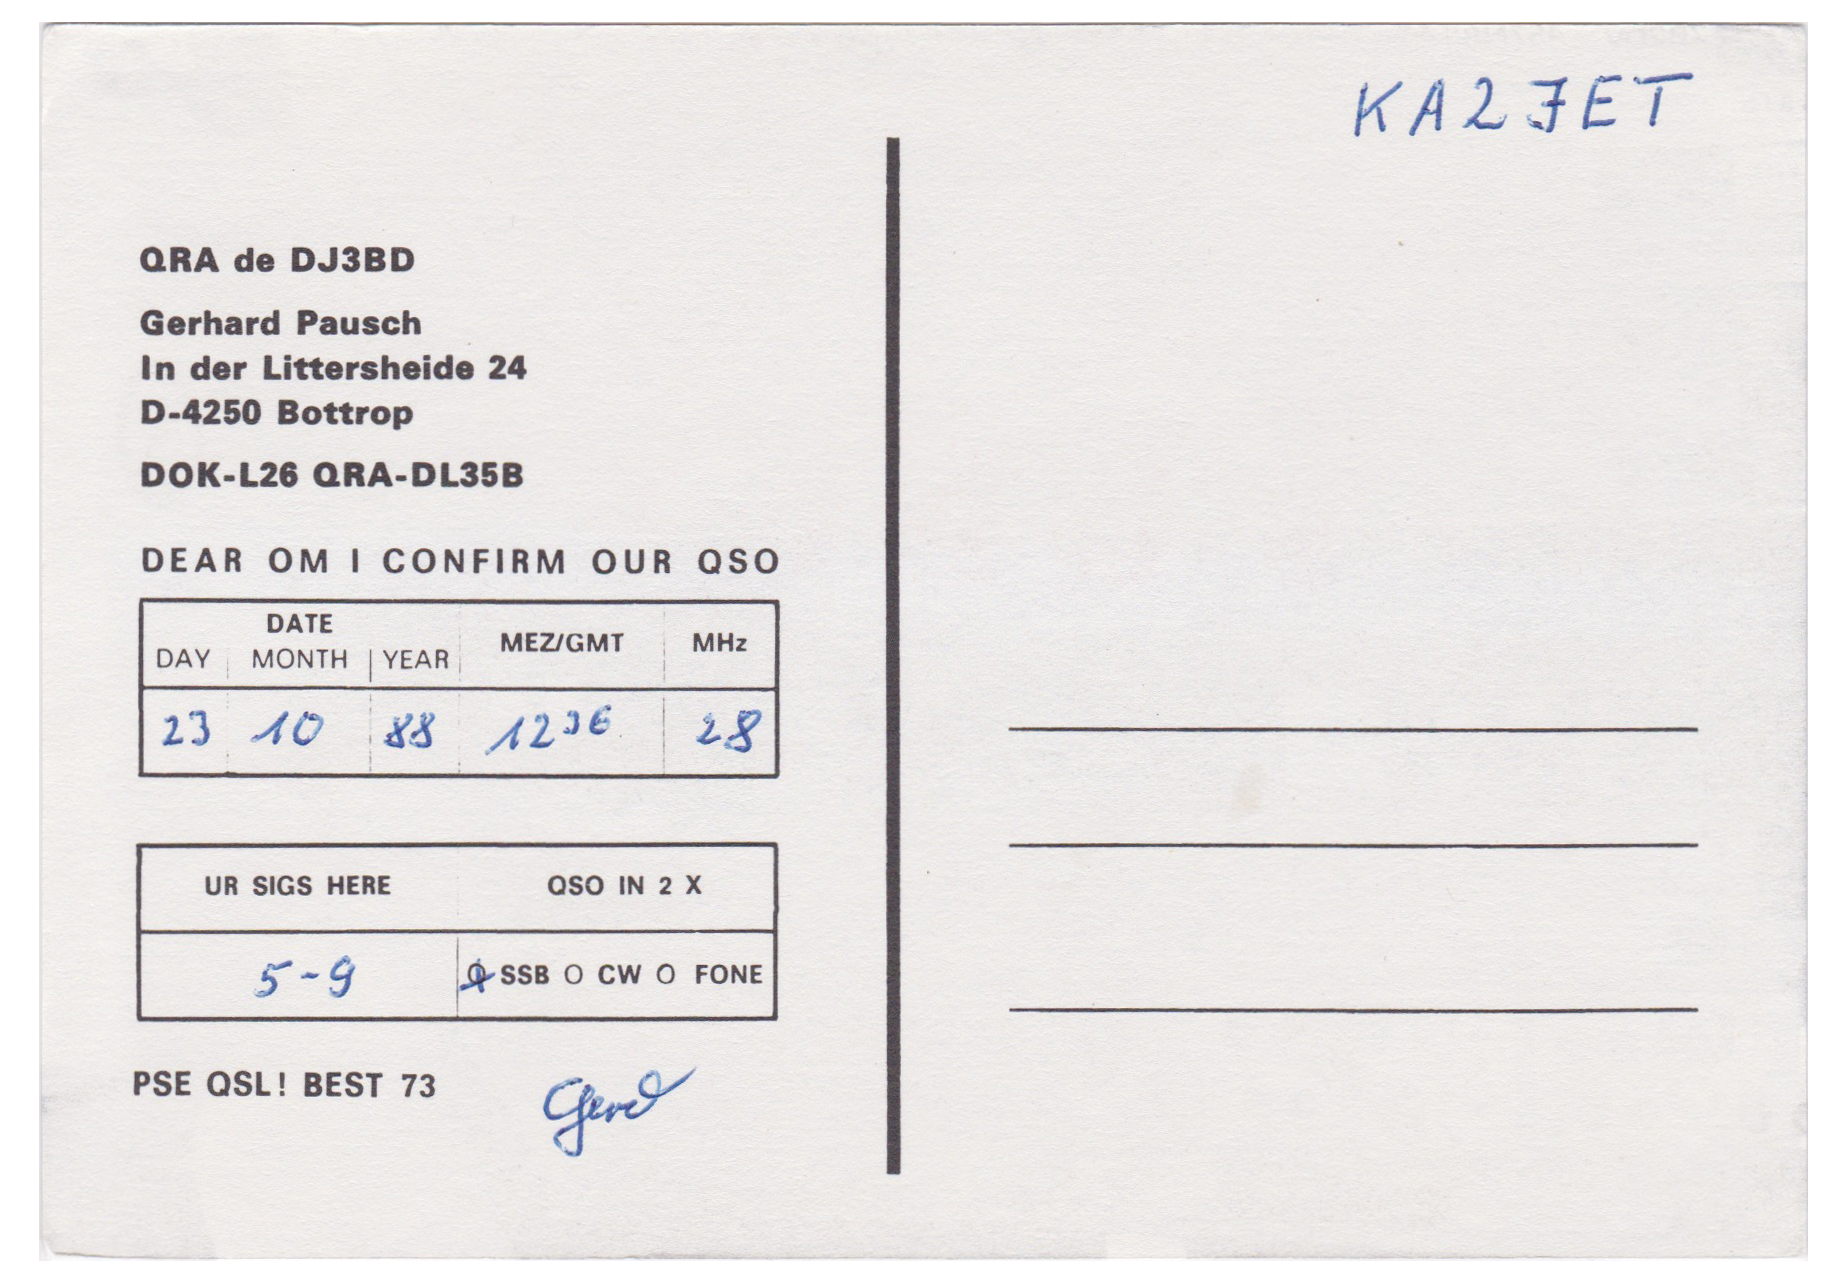 KA2JET
QRA de DJ3BD
Gerhard Pausch
In der Littersheide 24
D-4250 Bottrop
DOK-L26 QRA-DL35B
DEAR OM I CONFIRM OUR QSO
DATE
DAY MONTH YEAR MEZ/GMT MHz
23 10 88 1236 28
UR SIGS HERE QSO IN 2 X
5-9 SSB O CW O FONE
PSE QSL! BEST 73 Gerd